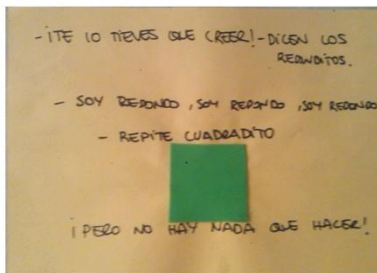 -¡TE LO TIENES QUE CREER!-DICEN LOS
REDONDITOS.
- SOY REDONDO, SOY REDONDO, SOY REDONDO
- REPITE CUADRADITO
¡PERO NO HAY NADA QUE HACER!